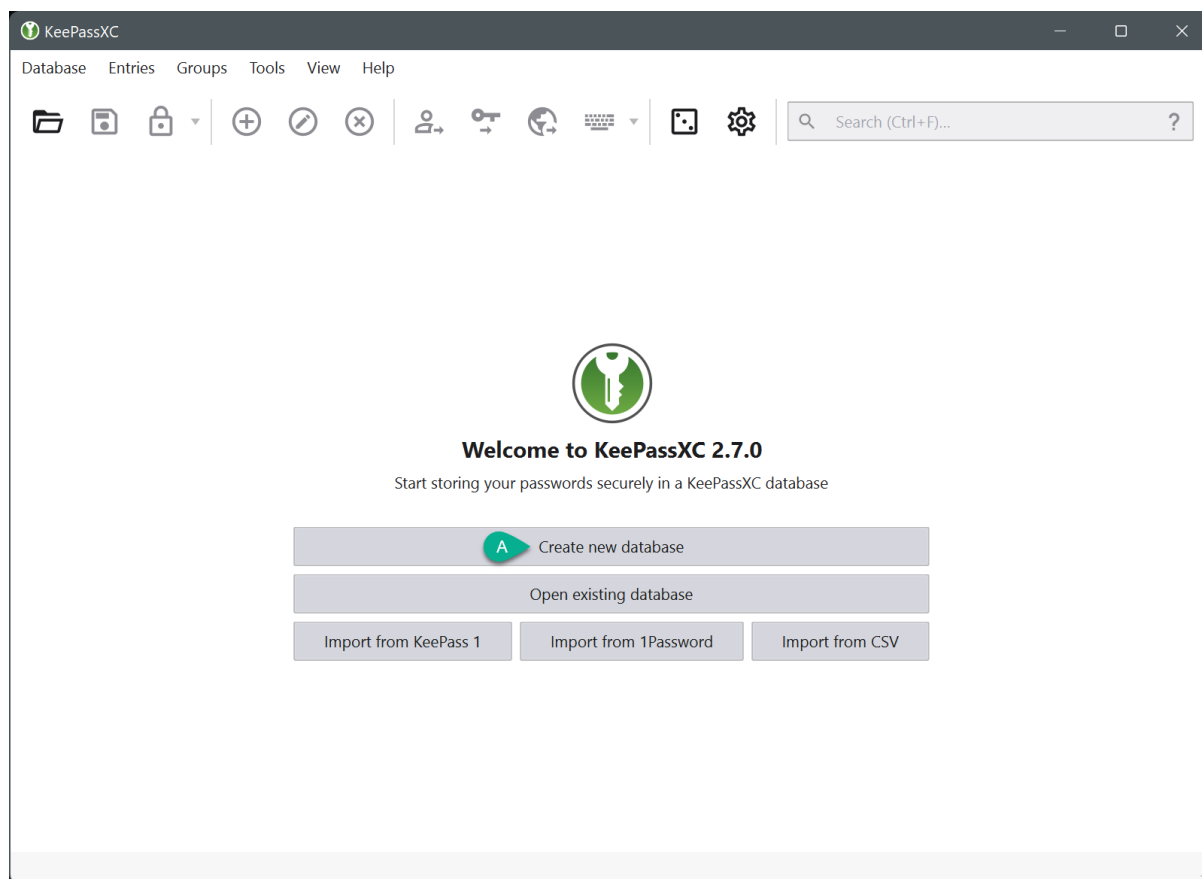 KeePassXC
Database Entries Groups Tools View Help
Search (Ctrl+F)... ?
Welcome to KeePassXC 2.7.0
Start storing your passwords securely in a KeePassXC database
A Create new database
Open existing database
Import from KeePass 1 Import from 1Password Import from CSV